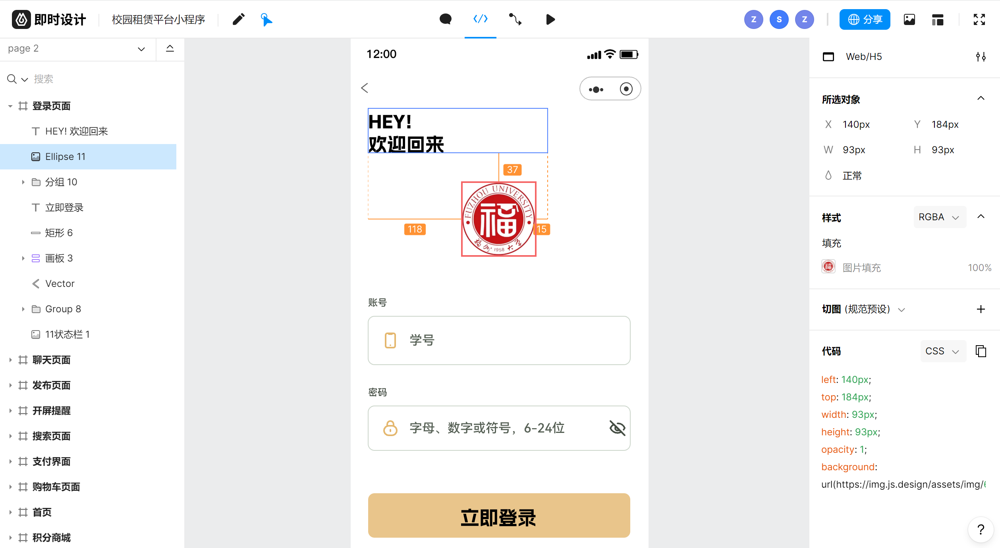 即时设计
校园租赁平台小程序
Z
S
Z
分享
page 2
搜索
登录页面
HEY! 欢迎回来
Ellipse 11
分组 10
立即登录
矩形 6
画板 3
Vector
Group 8
11状态栏 1
聊天页面
发布页面
开屏提醒
搜索页面
支付界面
购物车页面
首页
积分商城
12:00
HEY!
欢迎回来
37
118
15
FUZHOU UNIVERSITY
福
福州大学
1958
账号
学号
密码
字母、数字或符号，6-24位
立即登录
Web/H5
所选对象
X 140px Y 184px
W 93px H 93px
正常
样式 RGBA
填充
图片填充 100%
切图 (规范预设)
代码 CSS
left: 140px;
top: 184px;
width: 93px;
height: 93px;
opacity: 1;
background:
url(https://img.js.design/assets/img/6
?